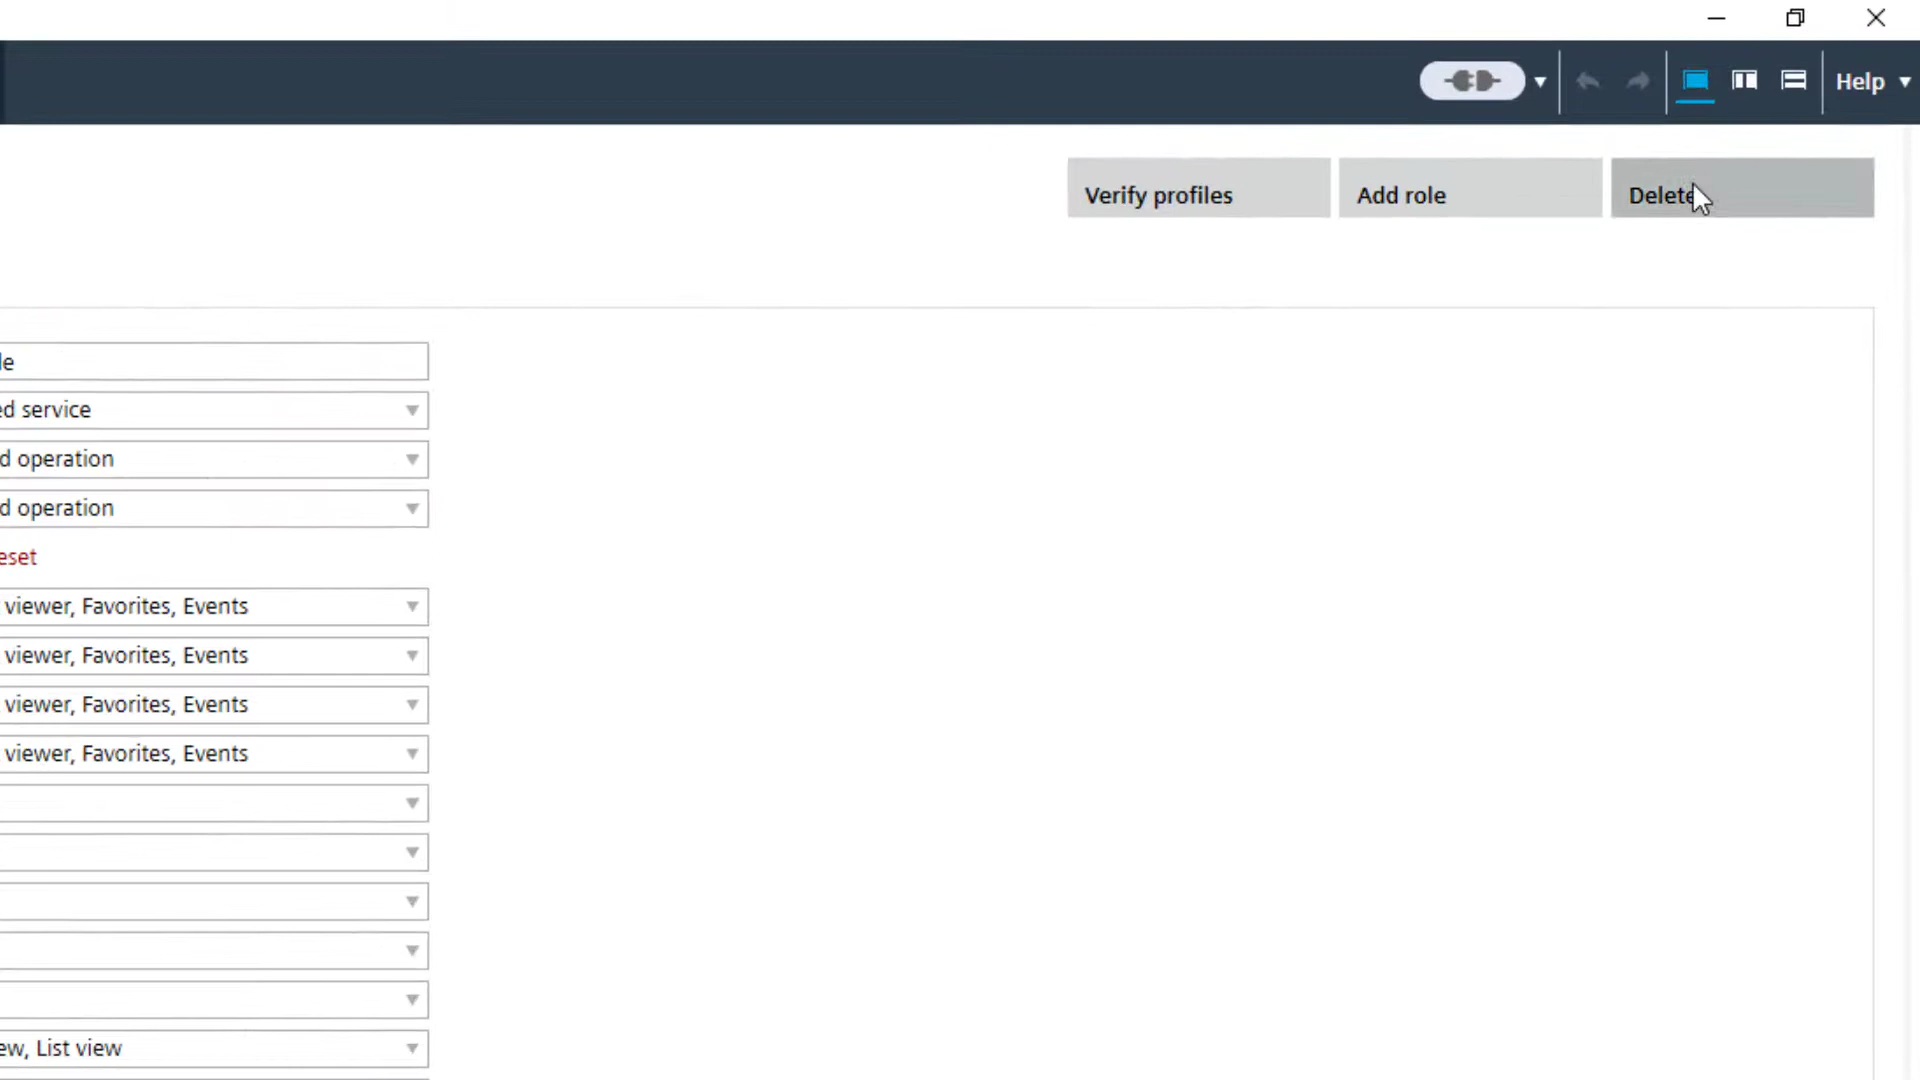 Help
Verify profiles
Add role
Delete
le
ed service
d operation
d operation
eset
viewer, Favorites, Events
viewer, Favorites, Events
viewer, Favorites, Events
viewer, Favorites, Events
ew, List view